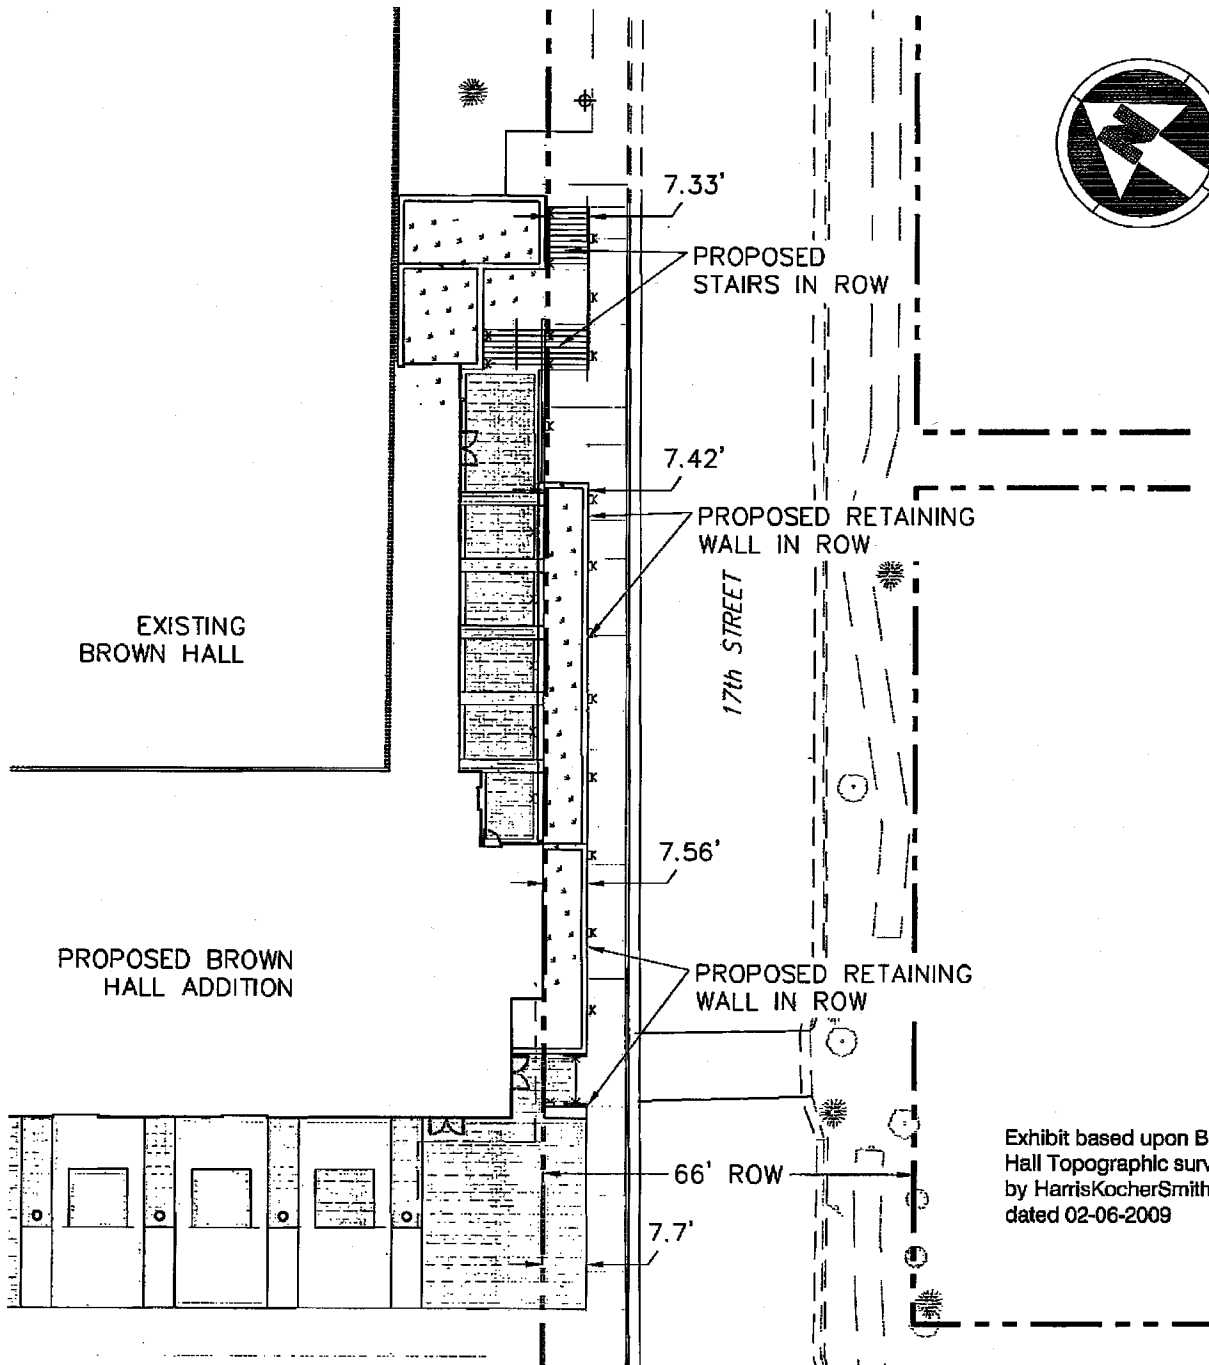 7.33'
PROPOSED
STAIRS IN ROW
7.42'
PROPOSED RETAINING
WALL IN ROW
17th STREET
EXISTING
BROWN HALL
7.56'
PROPOSED BROWN
HALL ADDITION
PROPOSED RETAINING
WALL IN ROW
66' ROW
7.7'
Exhibit based upon B
Hall Topographic surv
by HarrisKocherSmith
dated 02-06-2009
N